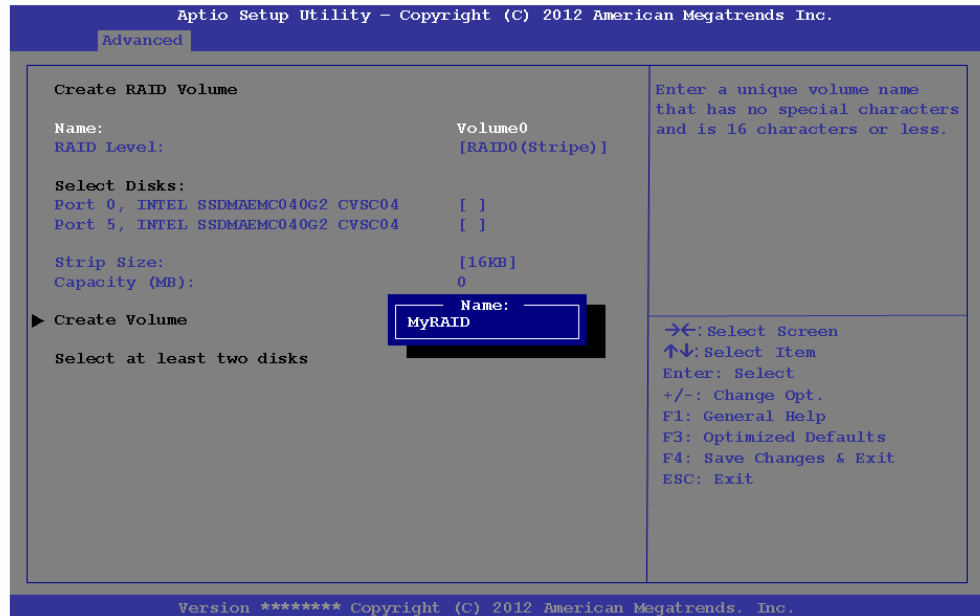 Aptio Setup Utility – Copyright (C) 2012 American Megatrends Inc.
Advanced
Create RAID Volume
Name: Volume0
RAID Level: [RAID0(Stripe)]
Select Disks:
Port 0, INTEL SSDMAEMC040G2 CVSC04 [ ]
Port 5, INTEL SSDMAEMC040G2 CVSC04 [ ]
Strip Size: [16KB]
Capacity (MB): 0
Create Volume
Select at least two disks
Name:
MyRAID
Enter a unique volume name
that has no special characters
and is 16 characters or less.
→←: Select Screen
↑↓: Select Item
Enter: Select
+/-: Change Opt.
F1: General Help
F3: Optimized Defaults
F4: Save Changes & Exit
ESC: Exit
Version ******** Copyright (C) 2012 American Megatrends. Inc.